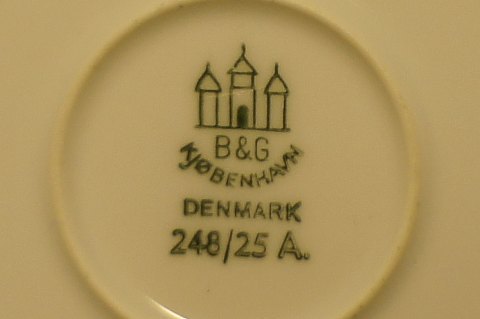 B&G
KJØBENHAVN
DENMARK
248/25 A.